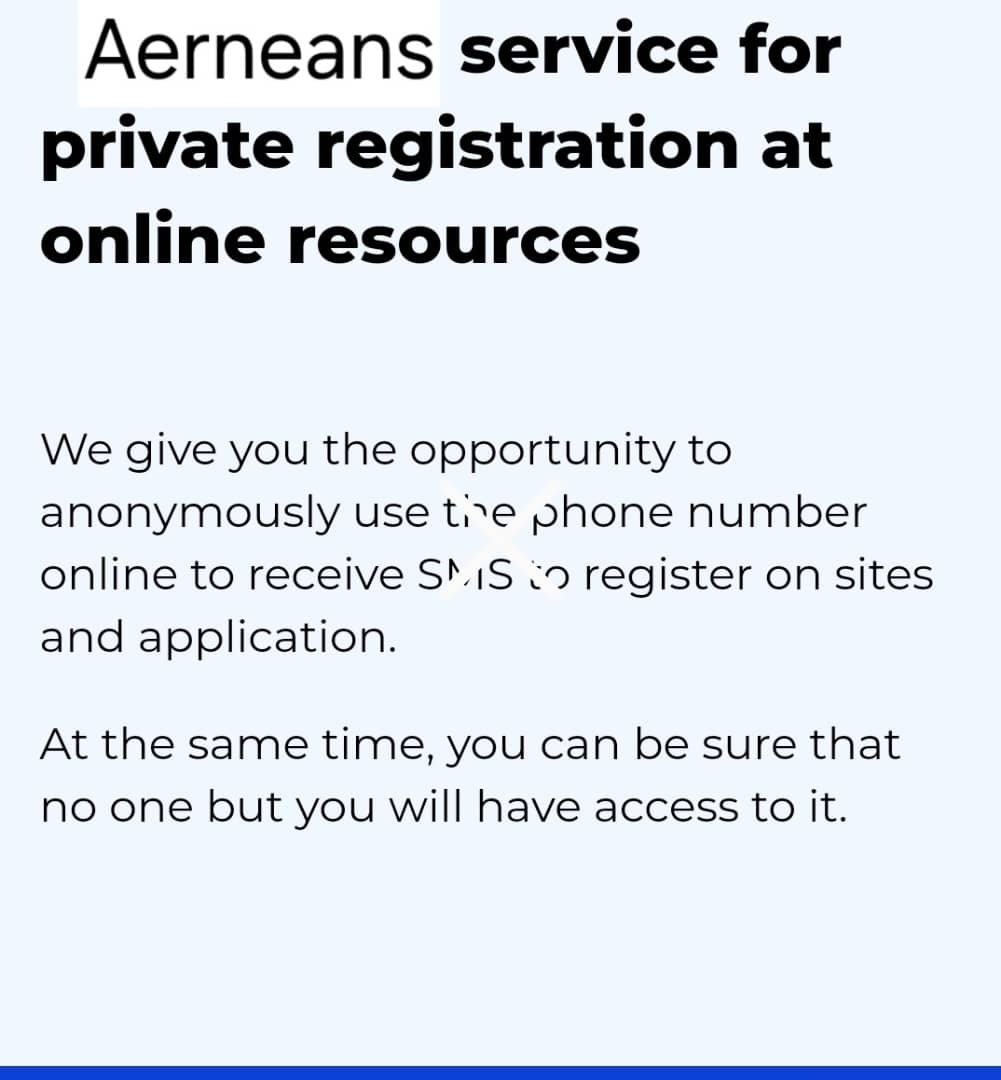 Aerneans service for
private registration at
online resources
We give you the opportunity to
anonymously use the phone number
online to receive SMS to register on sites
and application.
At the same time, you can be sure that
no one but you will have access to it.